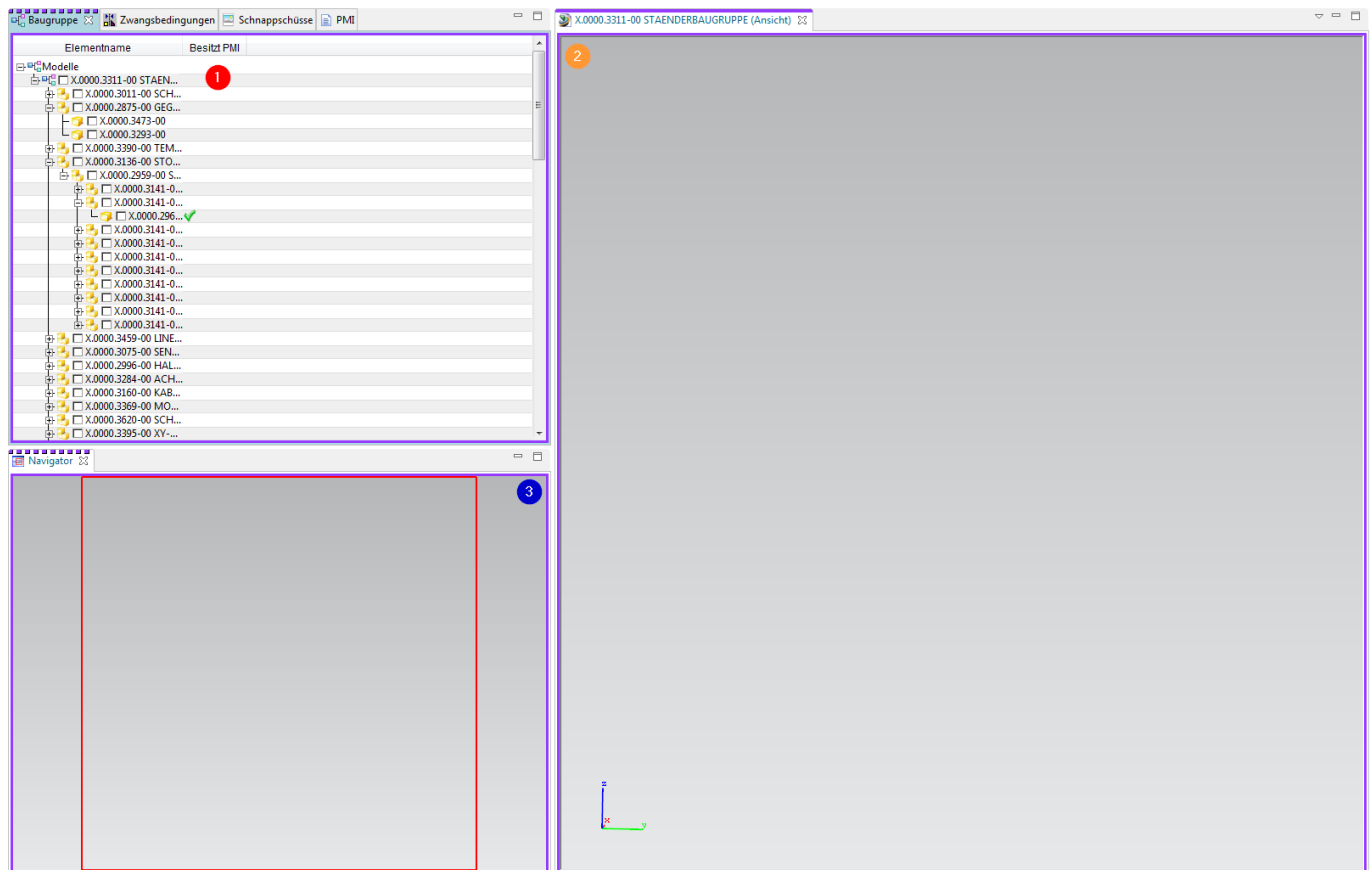 Baugruppe Zwangsbedingungen Schnappschüsse PMI
Elementname Besitzt PMI
1
Modelle
X.0000.3311-00 STAEN...
X.0000.3011-00 SCH...
X.0000.2875-00 GEG...
X.0000.3473-00
X.0000.3293-00
X.0000.3390-00 TEM...
X.0000.3136-00 STO...
X.0000.2959-00 S...
X.0000.3141-0...
X.0000.3141-0...
X.0000.296...
X.0000.3141-0...
X.0000.3141-0...
X.0000.3141-0...
X.0000.3141-0...
X.0000.3141-0...
X.0000.3141-0...
X.0000.3141-0...
X.0000.3141-0...
X.0000.3459-00 LINE...
X.0000.3075-00 SEN...
X.0000.2996-00 HAL...
X.0000.3284-00 ACH...
X.0000.3160-00 KAB...
X.0000.3369-00 MO...
X.0000.3620-00 SCH...
X.0000.3395-00 XY-...
Navigator
3
X.0000.3311-00 STAENDERBAUGRUPPE (Ansicht)
2
z
x
y